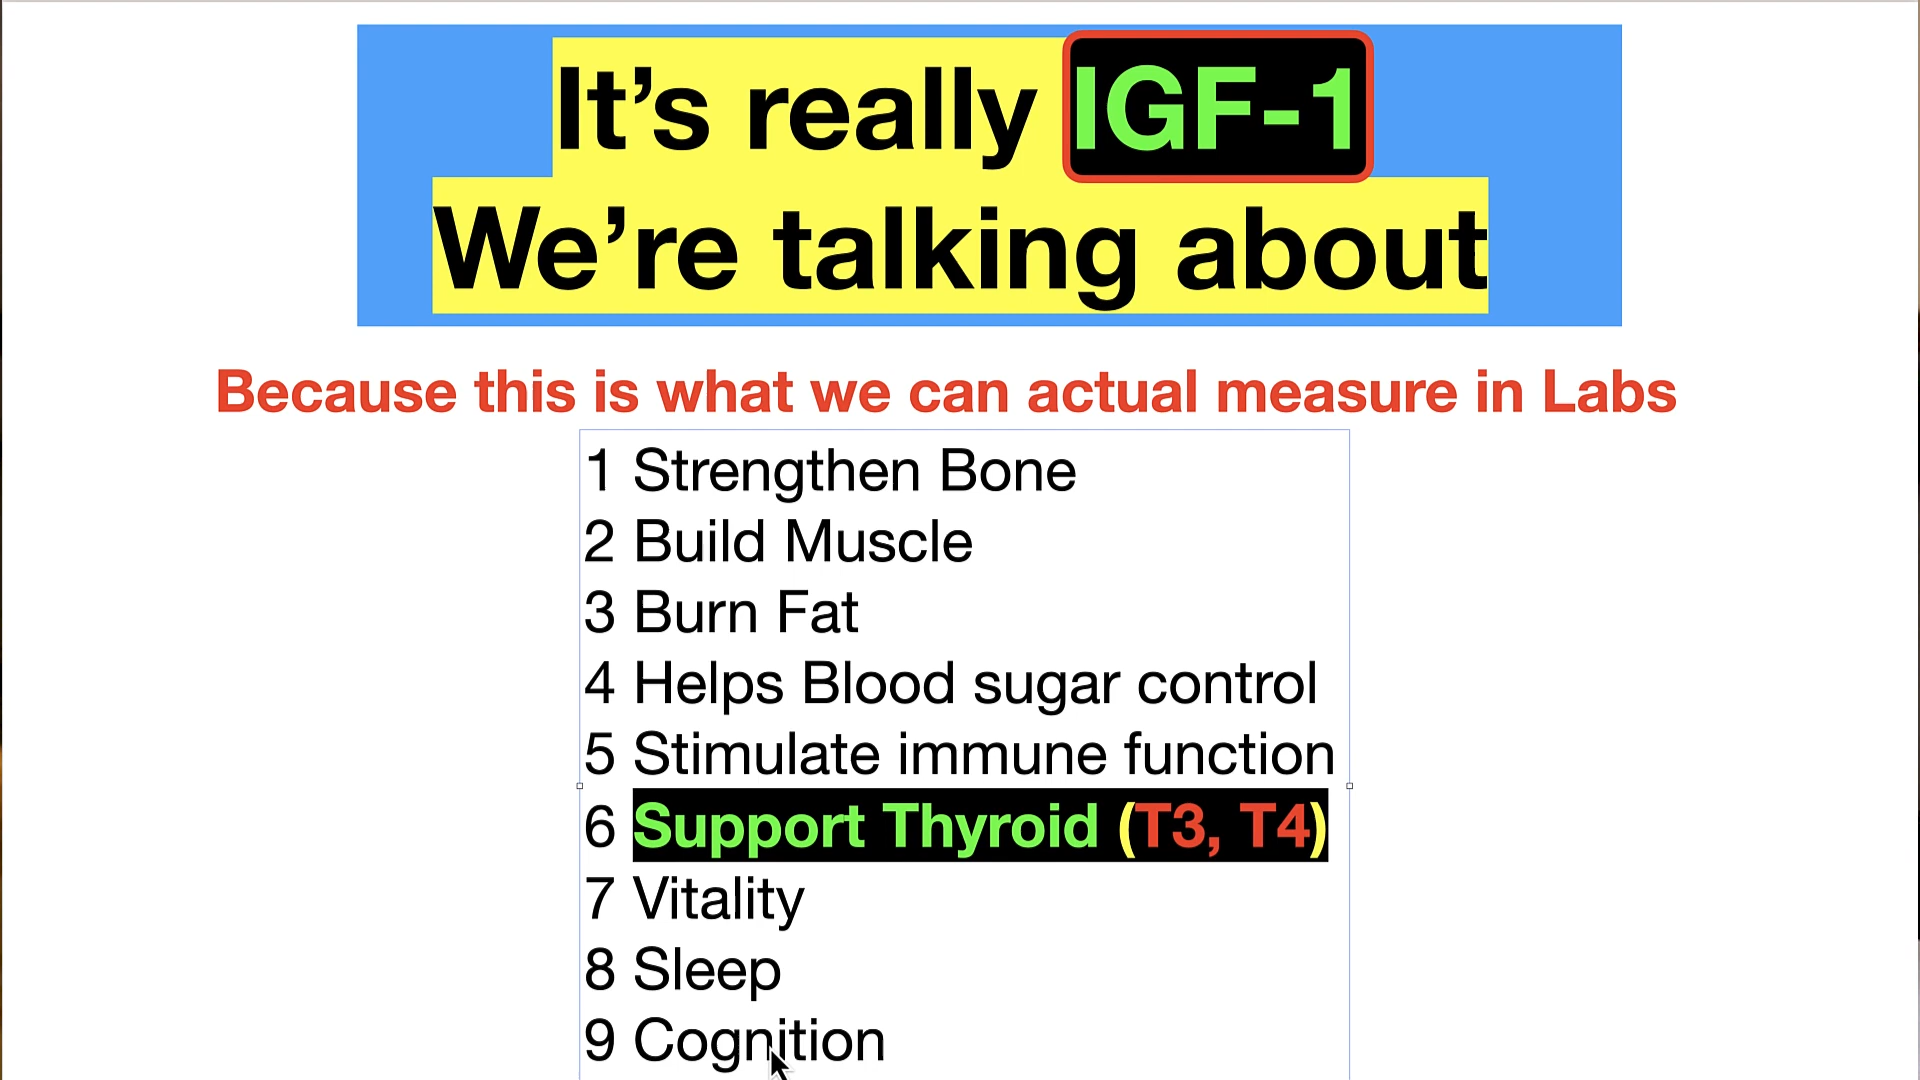 It’s really IGF-1
We’re talking about
Because this is what we can actual measure in Labs
1 Strengthen Bone
2 Build Muscle
3 Burn Fat
4 Helps Blood sugar control
5 Stimulate immune function
6 Support Thyroid (T3, T4)
7 Vitality
8 Sleep
9 Cognition